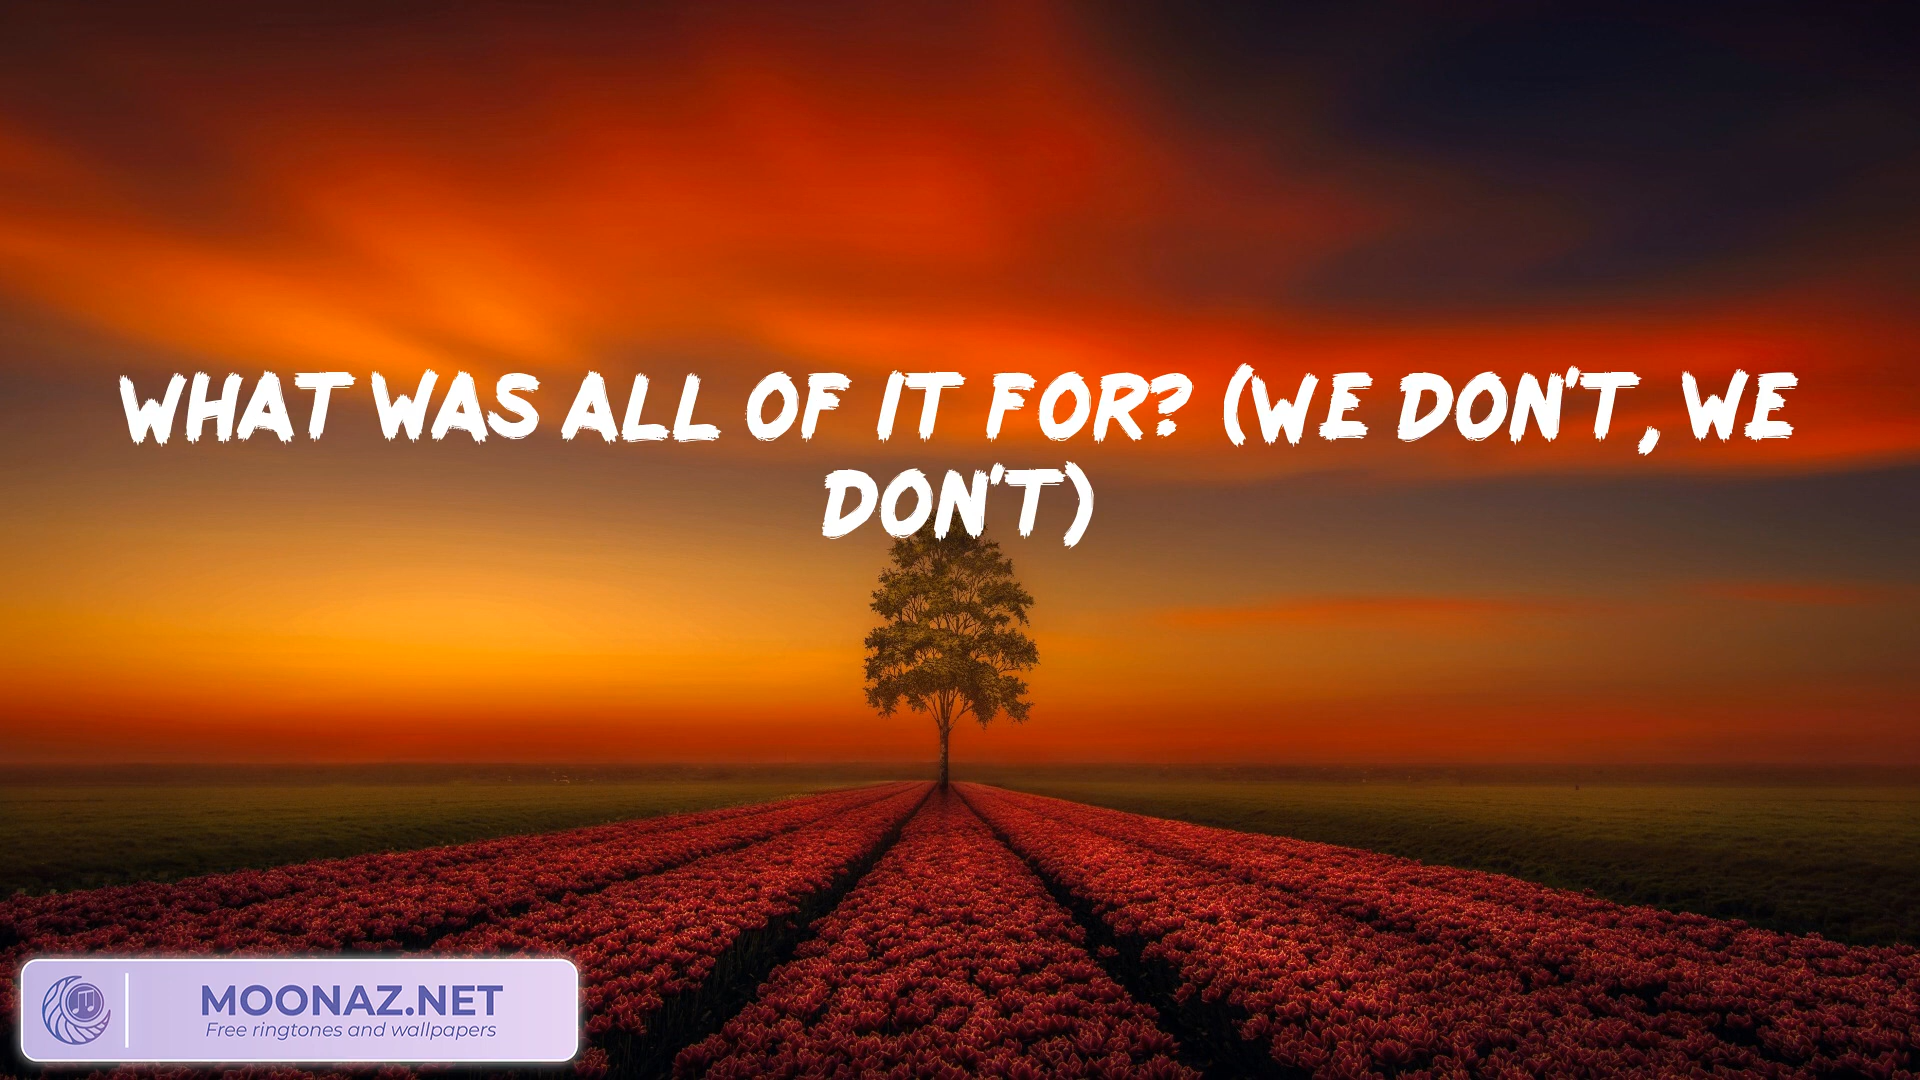 WHAT WAS ALL OF IT FOR? (WE DON'T, WE
DON'T)
MOONAZ.NET
Free ringtones and wallpapers